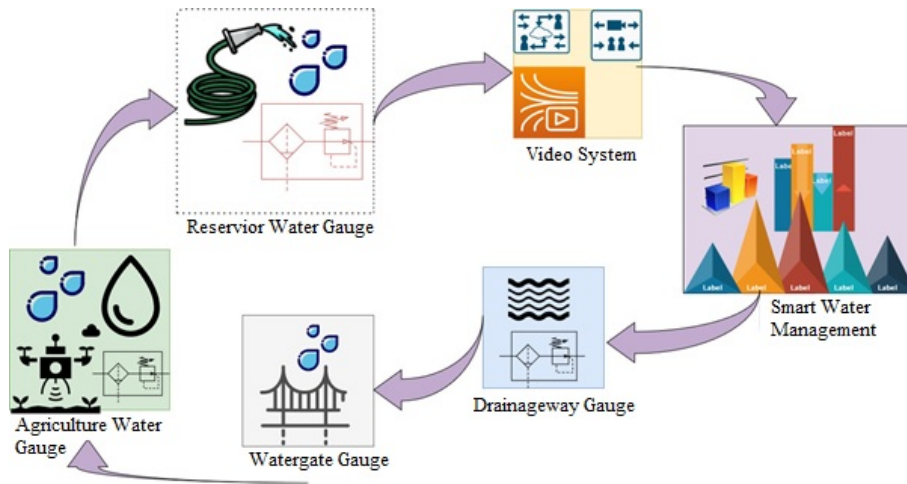 Video System
Label
Label
Label
Label
Reservior Water Gauge
Label
Label
Label
Label
Label
Smart Water
Management
Drainageway Gauge
Agriculture Water
Gauge
Watergate Gauge